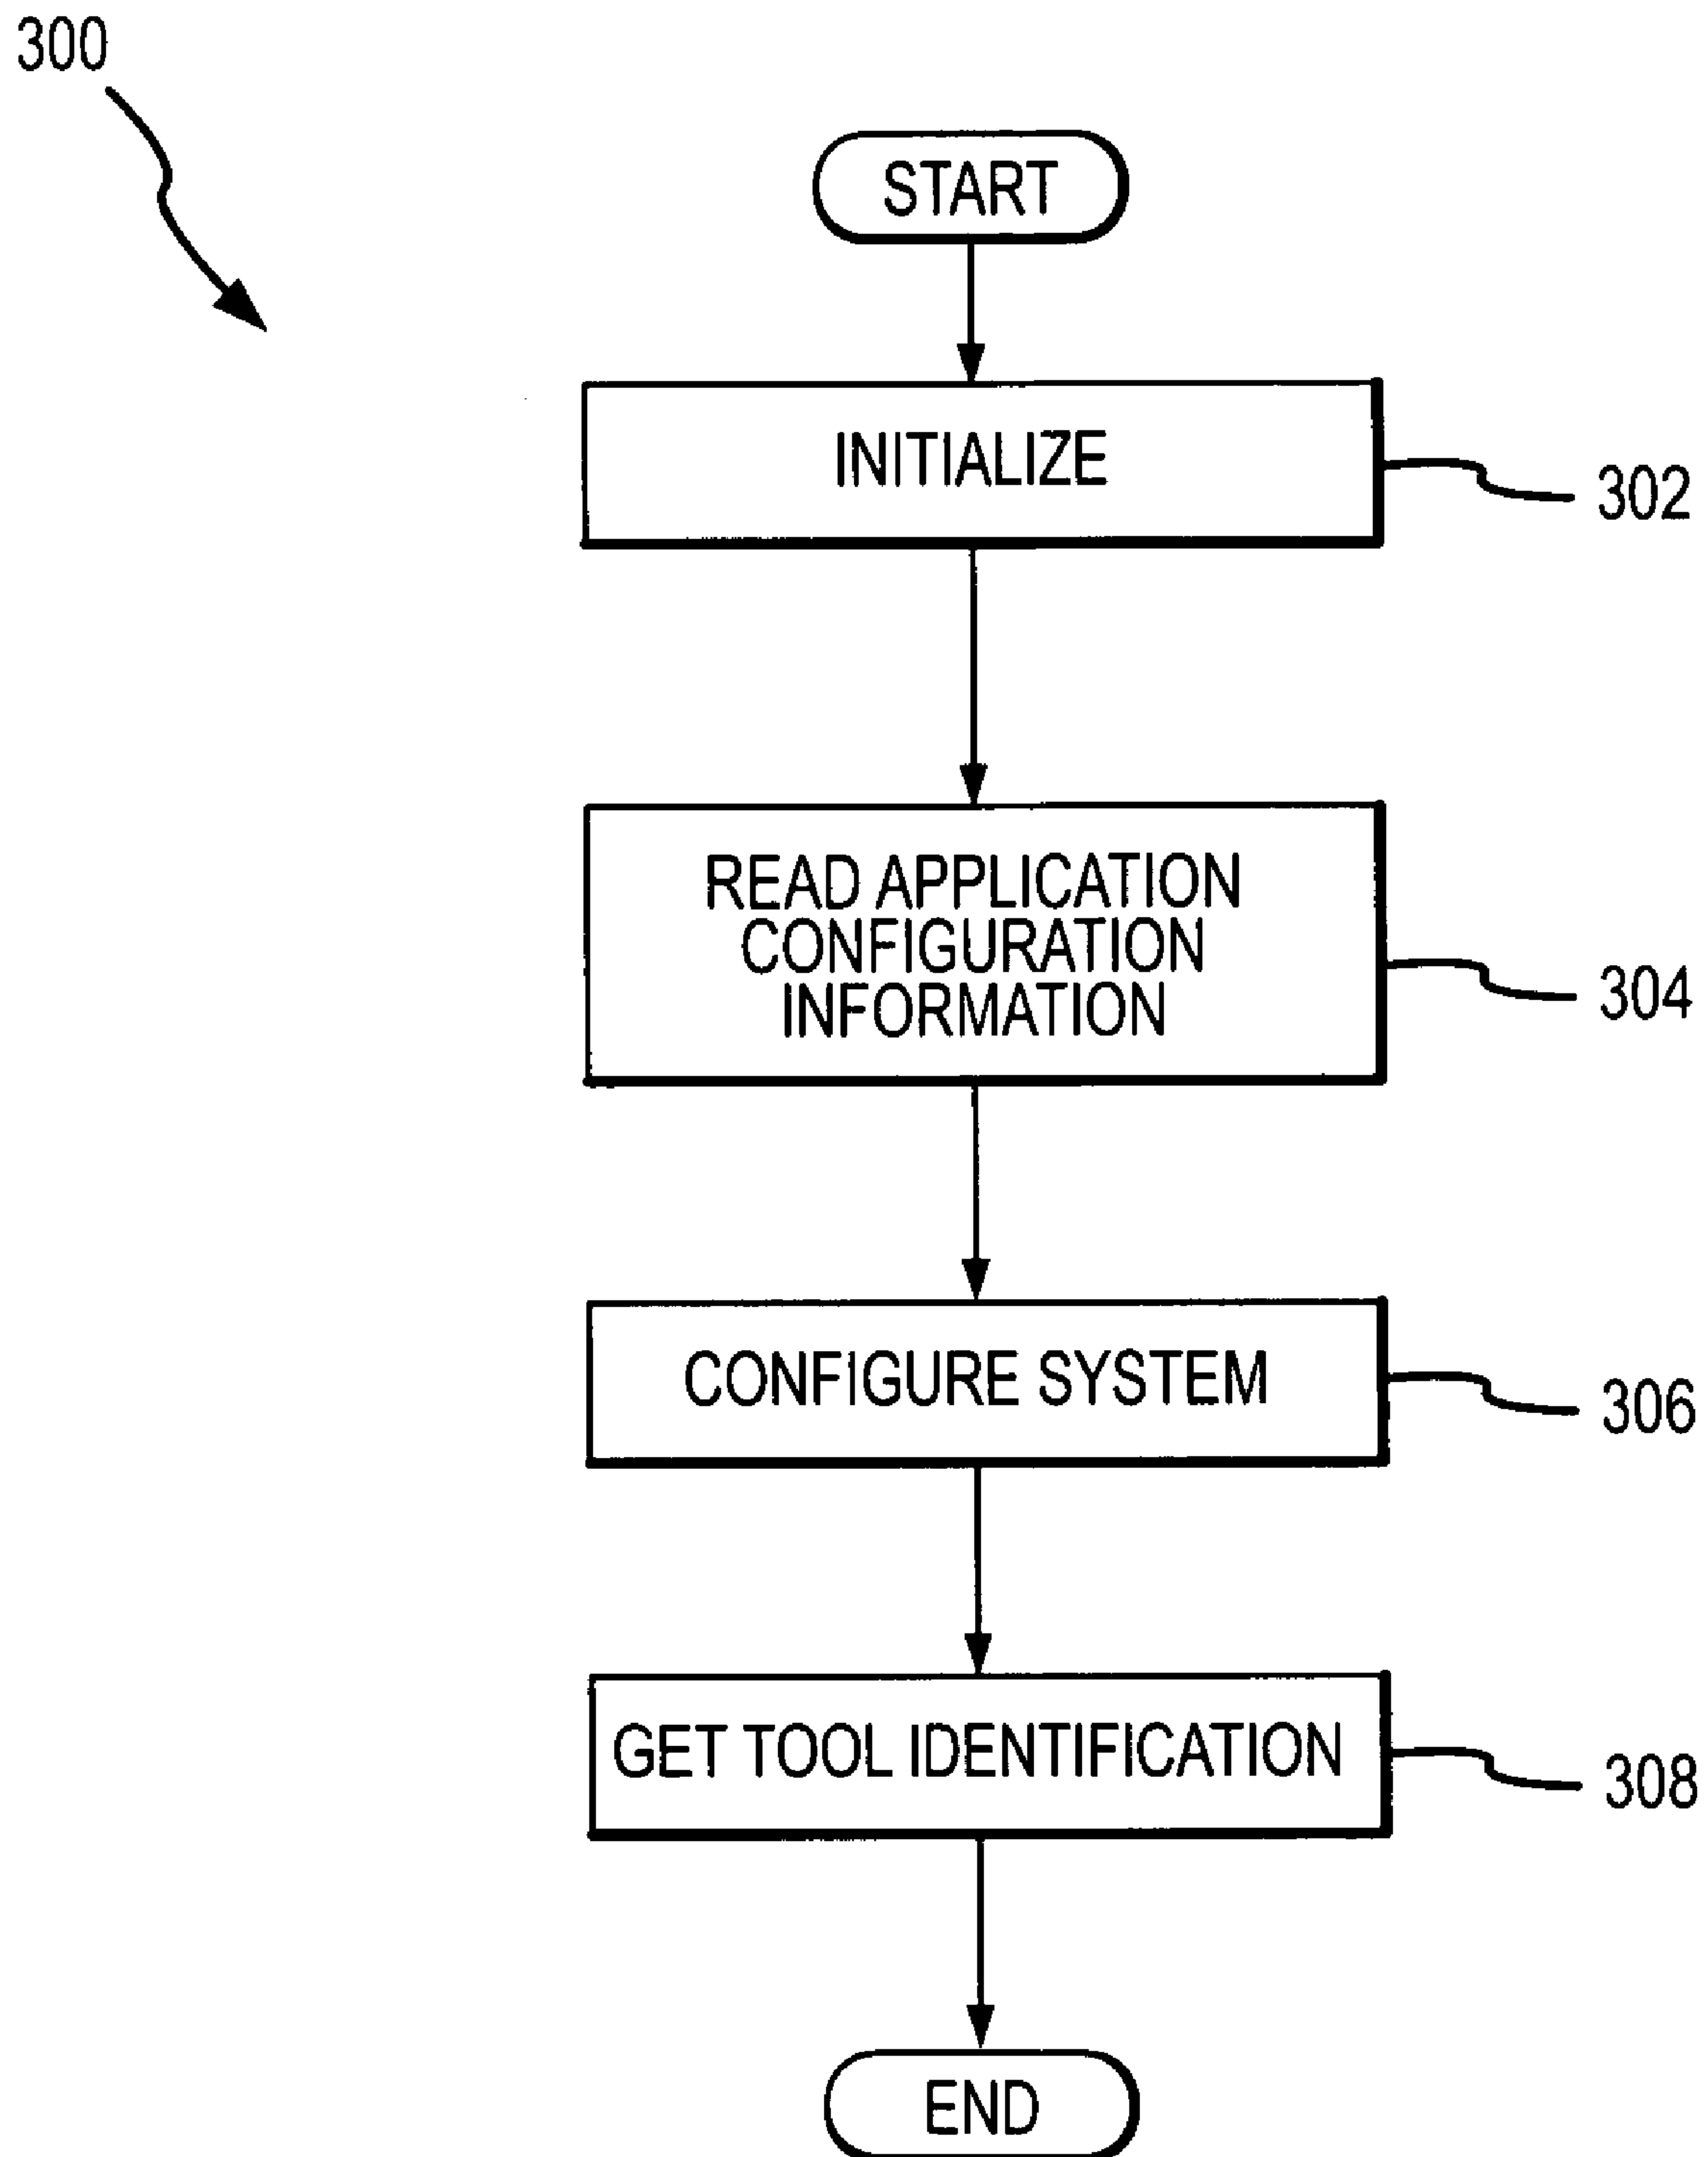 300
START
INITIALIZE
302
READ APPLICATION
CONFIGURATION
INFORMATION
304
CONFIGURE SYSTEM
306
GET TOOL IDENTIFICATION
308
END